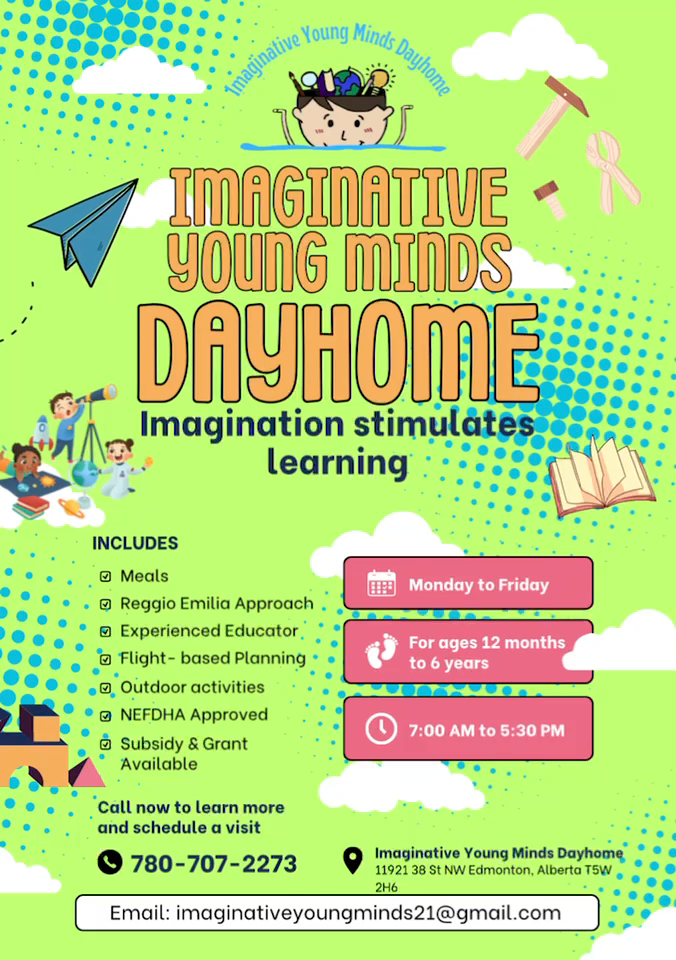 Imaginative Young Minds Dayhome
IMAGINATIVE
YOUNG MINDS
DAYHOME
Imagination stimulates
learning
INCLUDES
Meals
Reggio Emilia Approach
Experienced Educator
Flight- based Planning
Outdoor activities
NEFDHA Approved
Subsidy & Grant
Available
Monday to Friday
For ages 12 months
to 6 years
7:00 AM to 5:30 PM
Call now to learn more
and schedule a visit
780-707-2273
Imaginative Young Minds Dayhome
11921 38 St NW Edmonton, Alberta T5W
2H6
Email: imaginativeyoungminds21@gmail.com